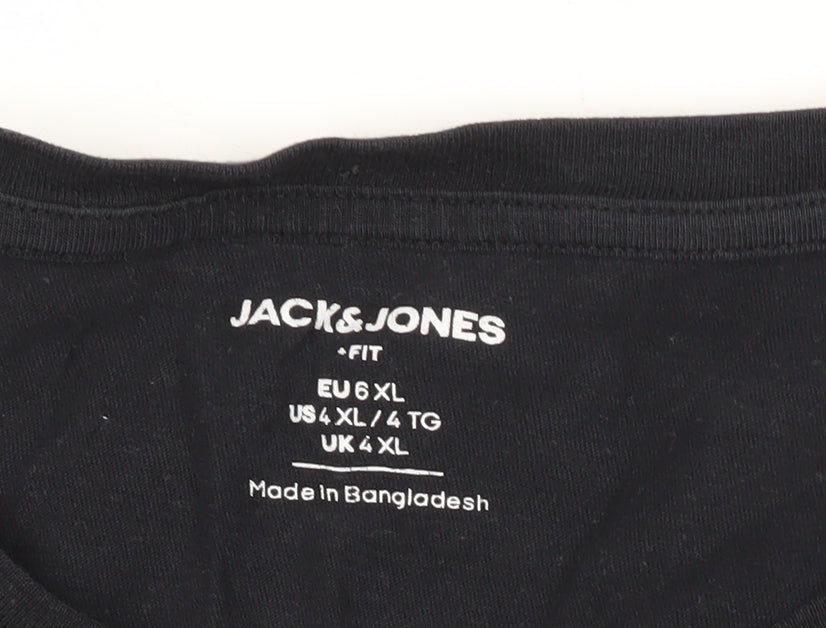 JACK&JONES
+FIT
EU 6 XL
US 4 XL / 4 TG
UK 4 XL
Made In Bangladesh